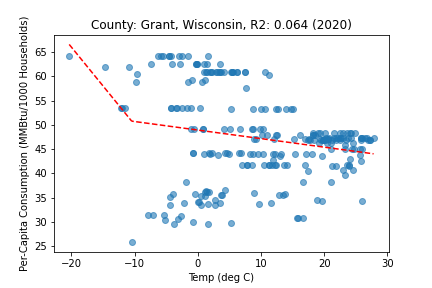 County: Grant, Wisconsin, R2: 0.064 (2020)
Per-Capita Consumption (MMBtu/1000 Households)
65
60
55
50
45
40
35
30
25
−20 −10 0 10 20 30
Temp (deg C)